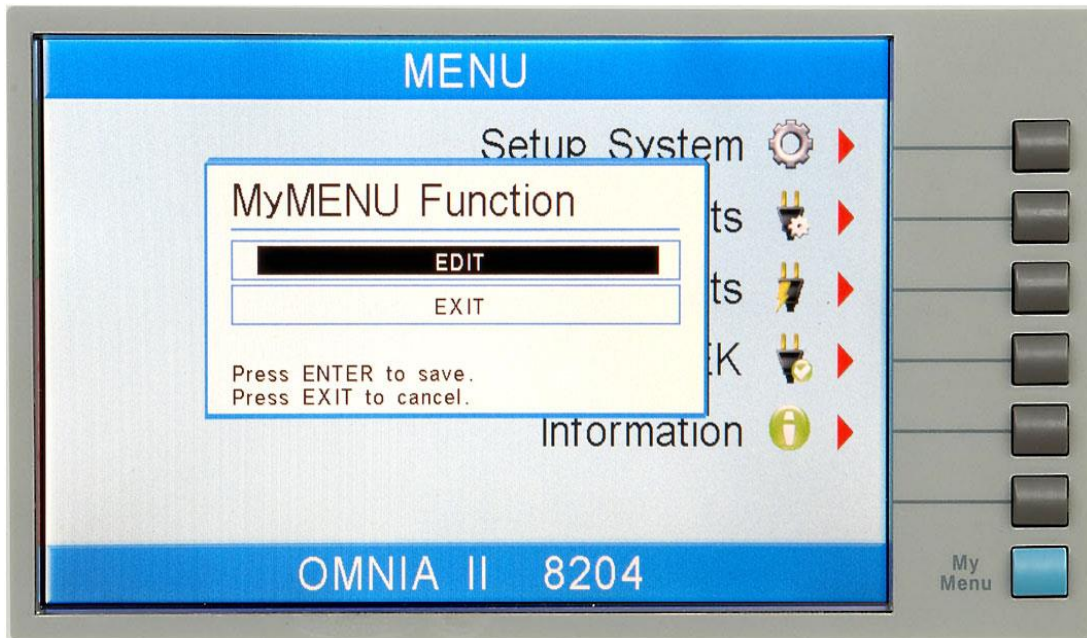 MENU
Setup System
MyMENU Function
ts
EDIT
ts
EXIT
EK
Press ENTER to save.
Press EXIT to cancel.
Information
OMNIA II 8204
My
Menu